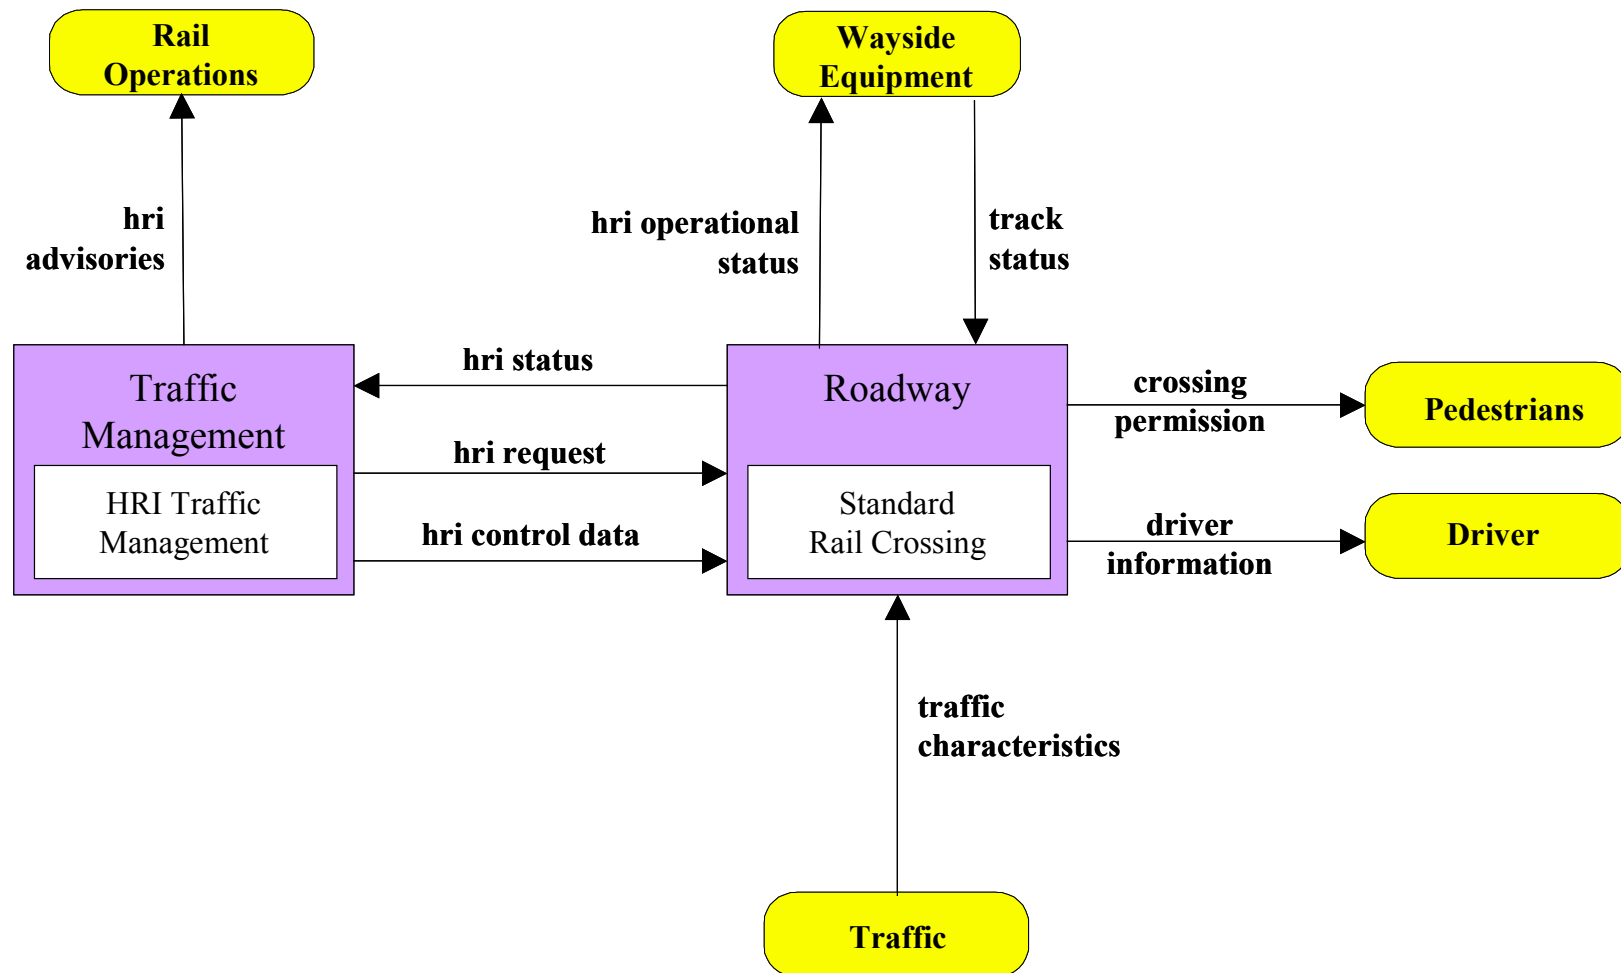 Rail
Operations
Wayside
Equipment
hri
advisories
hri operational
status
track
status
Traffic
Management
HRI Traffic
Management
hri status
hri request
hri control data
Roadway
Standard
Rail Crossing
crossing
permission
Pedestrians
driver
information
Driver
traffic
characteristics
Traffic